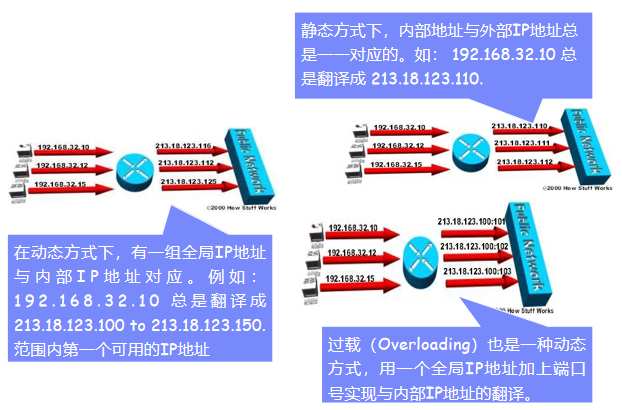 静态方式下，内部地址与外部IP地址总
是一一对应的。如： 192.168.32.10 总
是翻译成 213.18.123.110.
192.168.32.10
192.168.32.12
192.168.32.15
213.18.123.116
213.18.123.112
213.18.123.125
Public Network
©2000 How Stuff Works
192.168.32.10
192.168.32.12
192.168.32.15
213.18.123.110
213.18.123.111
213.18.123.112
Public Network
©2000 How Stuff Works
在动态方式下，有一组全局IP地址
与内部IP地址对应。例如：
192.168.32.10 总是翻译成
213.18.123.100 to 213.18.123.150.
范围内第一个可用的IP地址
192.168.32.10
192.168.32.12
192.168.32.15
213.18.123.100:101
213.18.123.100:102
213.18.123.100:103
Public Network
©2000 How Stuff Works
过载（Overloading）也是一种动态
方式，用一个全局IP地址加上端口
号实现与内部IP地址的翻译。